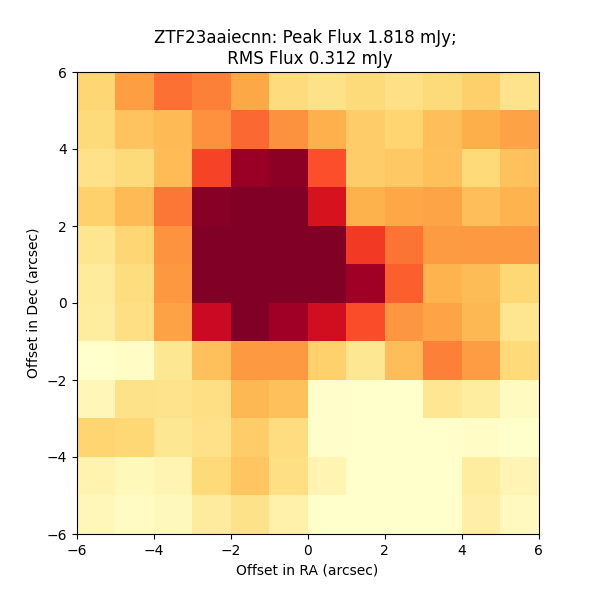 ZTF23aaiecnn: Peak Flux 1.818 mJy;
RMS Flux 0.312 mJy
6
4
2
0
−2
−4
−6
Offset in Dec (arcsec)
−6 −4 −2 0 2 4 6
Offset in RA (arcsec)